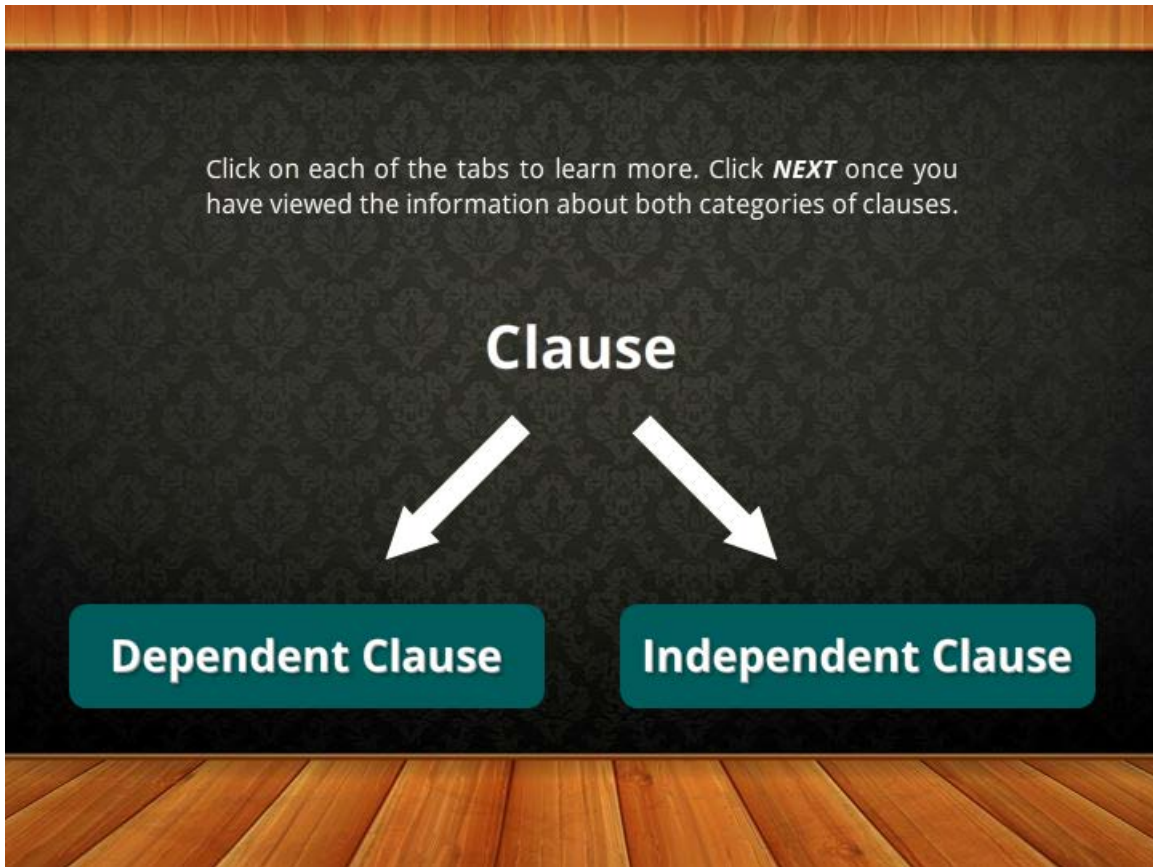 Click on each of the tabs to learn more. Click NEXT once you
have viewed the information about both categories of clauses.
Clause
Dependent Clause
Independent Clause